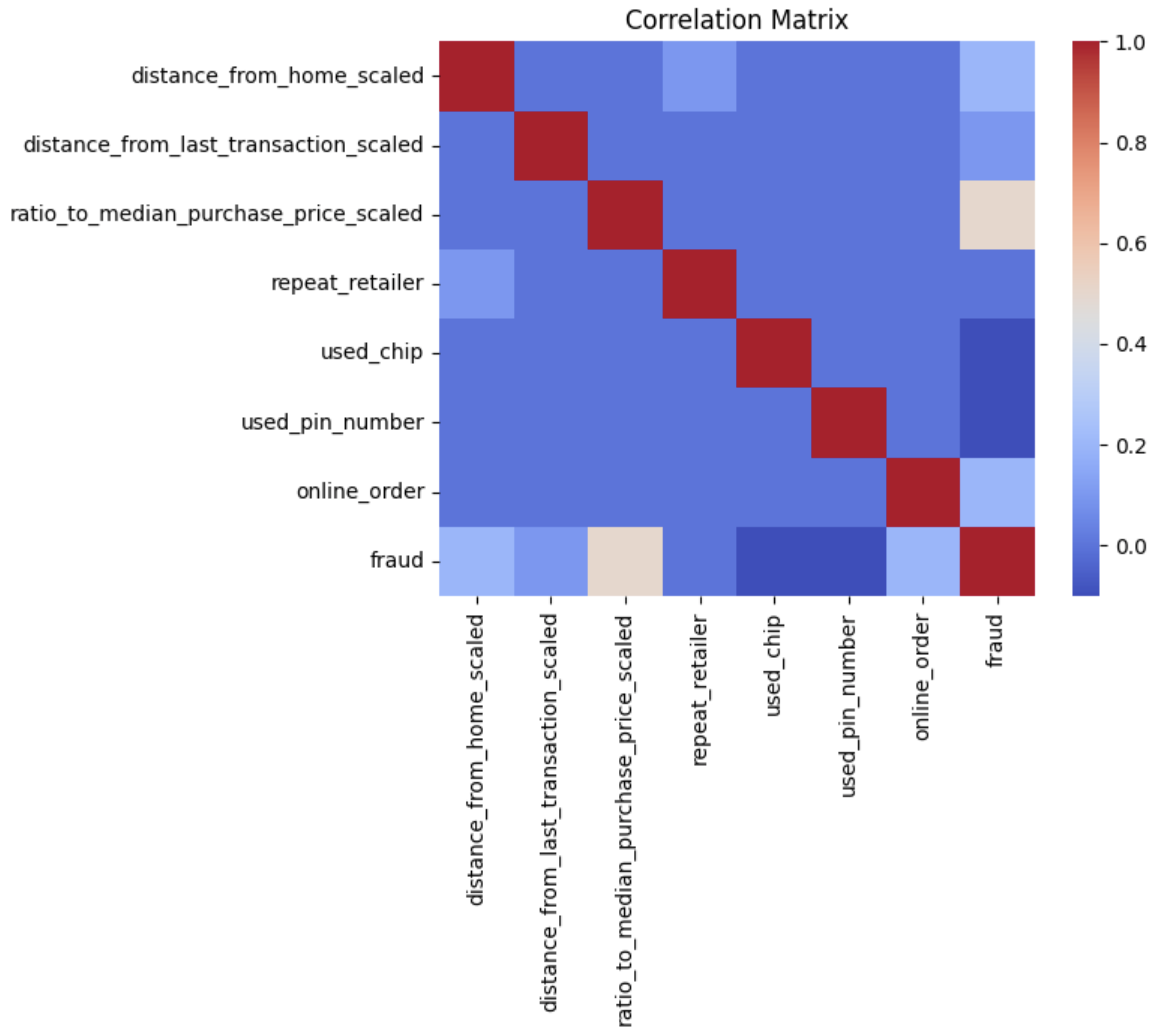 Correlation Matrix
distance_from_home_scaled
distance_from_last_transaction_scaled
ratio_to_median_purchase_price_scaled
repeat_retailer
used_chip
used_pin_number
online_order
fraud
1.0
0.8
0.6
0.4
0.2
0.0
distance_from_home_scaled
distance_from_last_transaction_scaled
ratio_to_median_purchase_price_scaled
repeat_retailer
used_chip
used_pin_number
online_order
fraud